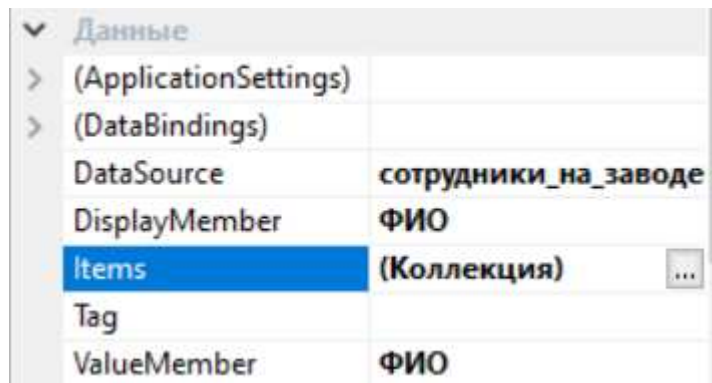 Данные
(ApplicationSettings)
(DataBindings)
DataSource сотрудники_на_заводе
DisplayMember ФИО
Items (Коллекция) ...
Tag
ValueMember ФИО